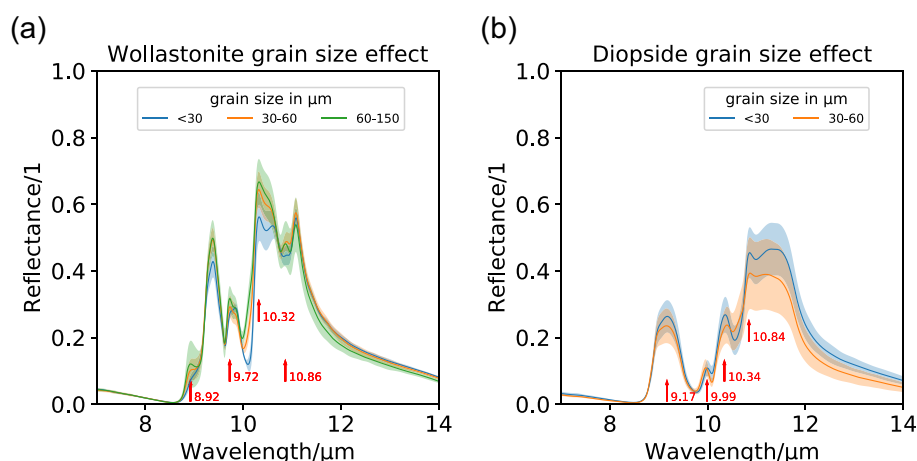 (a)
Wollastonite grain size effect
grain size in µm
<30 30-60 60-150
1.0
0.8
0.6
0.4
0.2
0.0
Reflectance/1
8.92
9.72
10.32
10.86
8 10 12 14
Wavelength/µm
(b)
Diopside grain size effect
grain size in µm
<30 30-60
1.0
0.8
0.6
0.4
0.2
0.0
Reflectance/1
9.17
9.99
10.34
10.84
8 10 12 14
Wavelength/µm